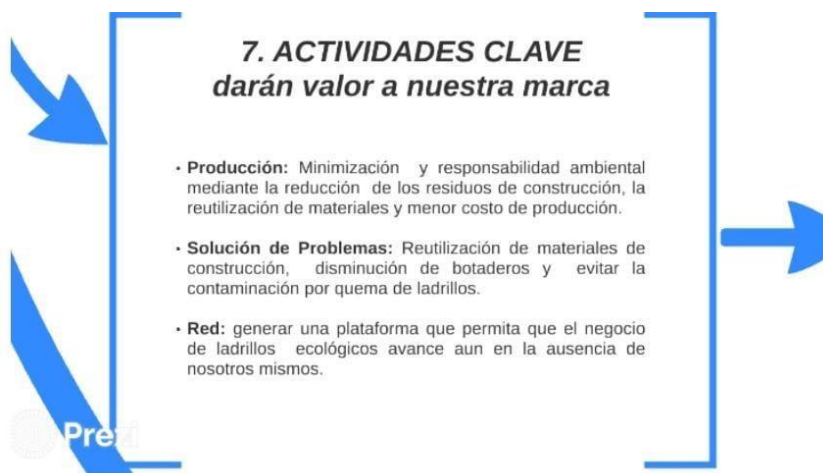 7. ACTIVIDADES CLAVE
darán valor a nuestra marca
· Producción: Minimización y responsabilidad ambiental
mediante la reducción de los residuos de construcción, la
reutilización de materiales y menor costo de producción.
· Solución de Problemas: Reutilización de materiales de
construcción, disminución de botaderos y evitar la
contaminación por quema de ladrillos.
· Red: generar una plataforma que permita que el negocio
de ladrillos ecológicos avance aun en la ausencia de
nosotros mismos.
Prezi